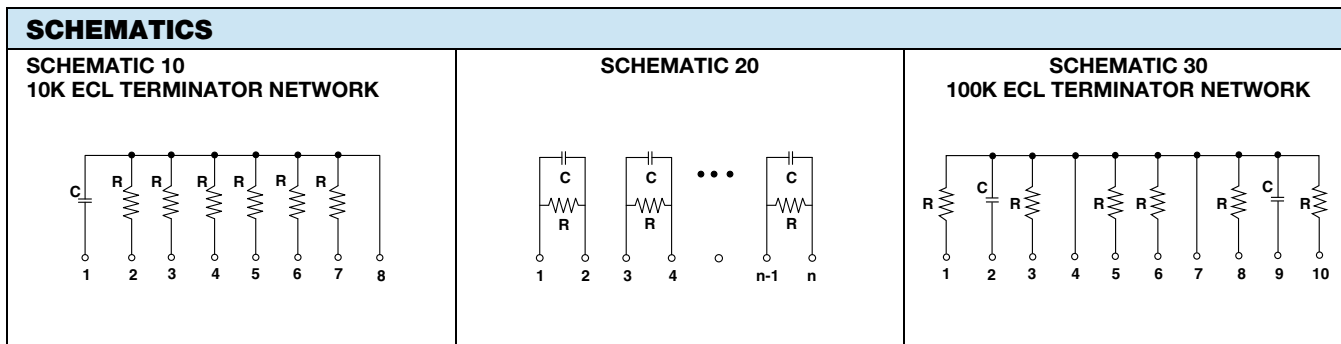 SCHEMATICS
SCHEMATIC 10
10K ECL TERMINATOR NETWORK
C
R R R R R R
1 2 3 4 5 6 7 8
SCHEMATIC 20
C C C
R R R
1 2 3 4 n-1 n
SCHEMATIC 30
100K ECL TERMINATOR NETWORK
R C R R R R C R
1 2 3 4 5 6 7 8 9 10